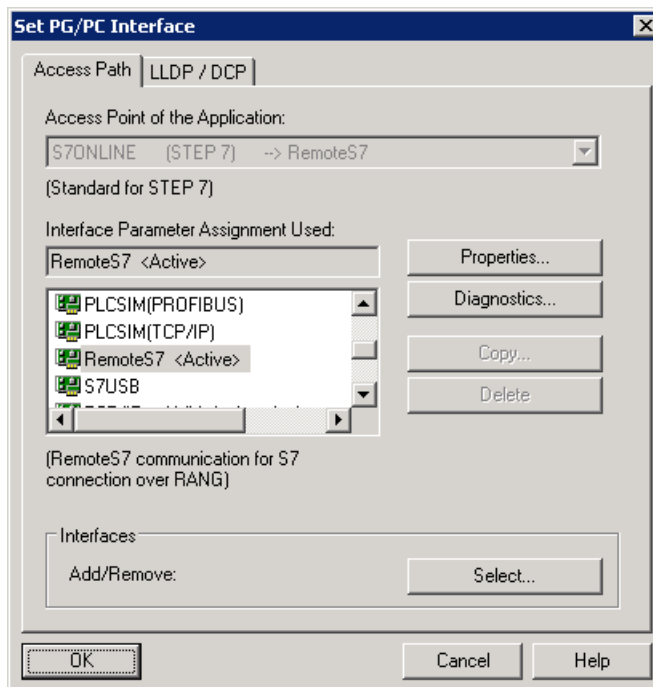 Set PG/PC Interface
Access Path
LLDP / DCP
Access Point of the Application:
S7ONLINE (STEP 7) --> RemoteS7
(Standard for STEP 7)
Interface Parameter Assignment Used:
RemoteS7 <Active>
Properties...
PLCSIM(PROFIBUS)
Diagnostics...
PLCSIM(TCP/IP)
RemoteS7 <Active>
Copy...
S7USB
Delete
(RemoteS7 communication for S7
connection over RANG)
Interfaces
Add/Remove:
Select...
OK
Cancel
Help